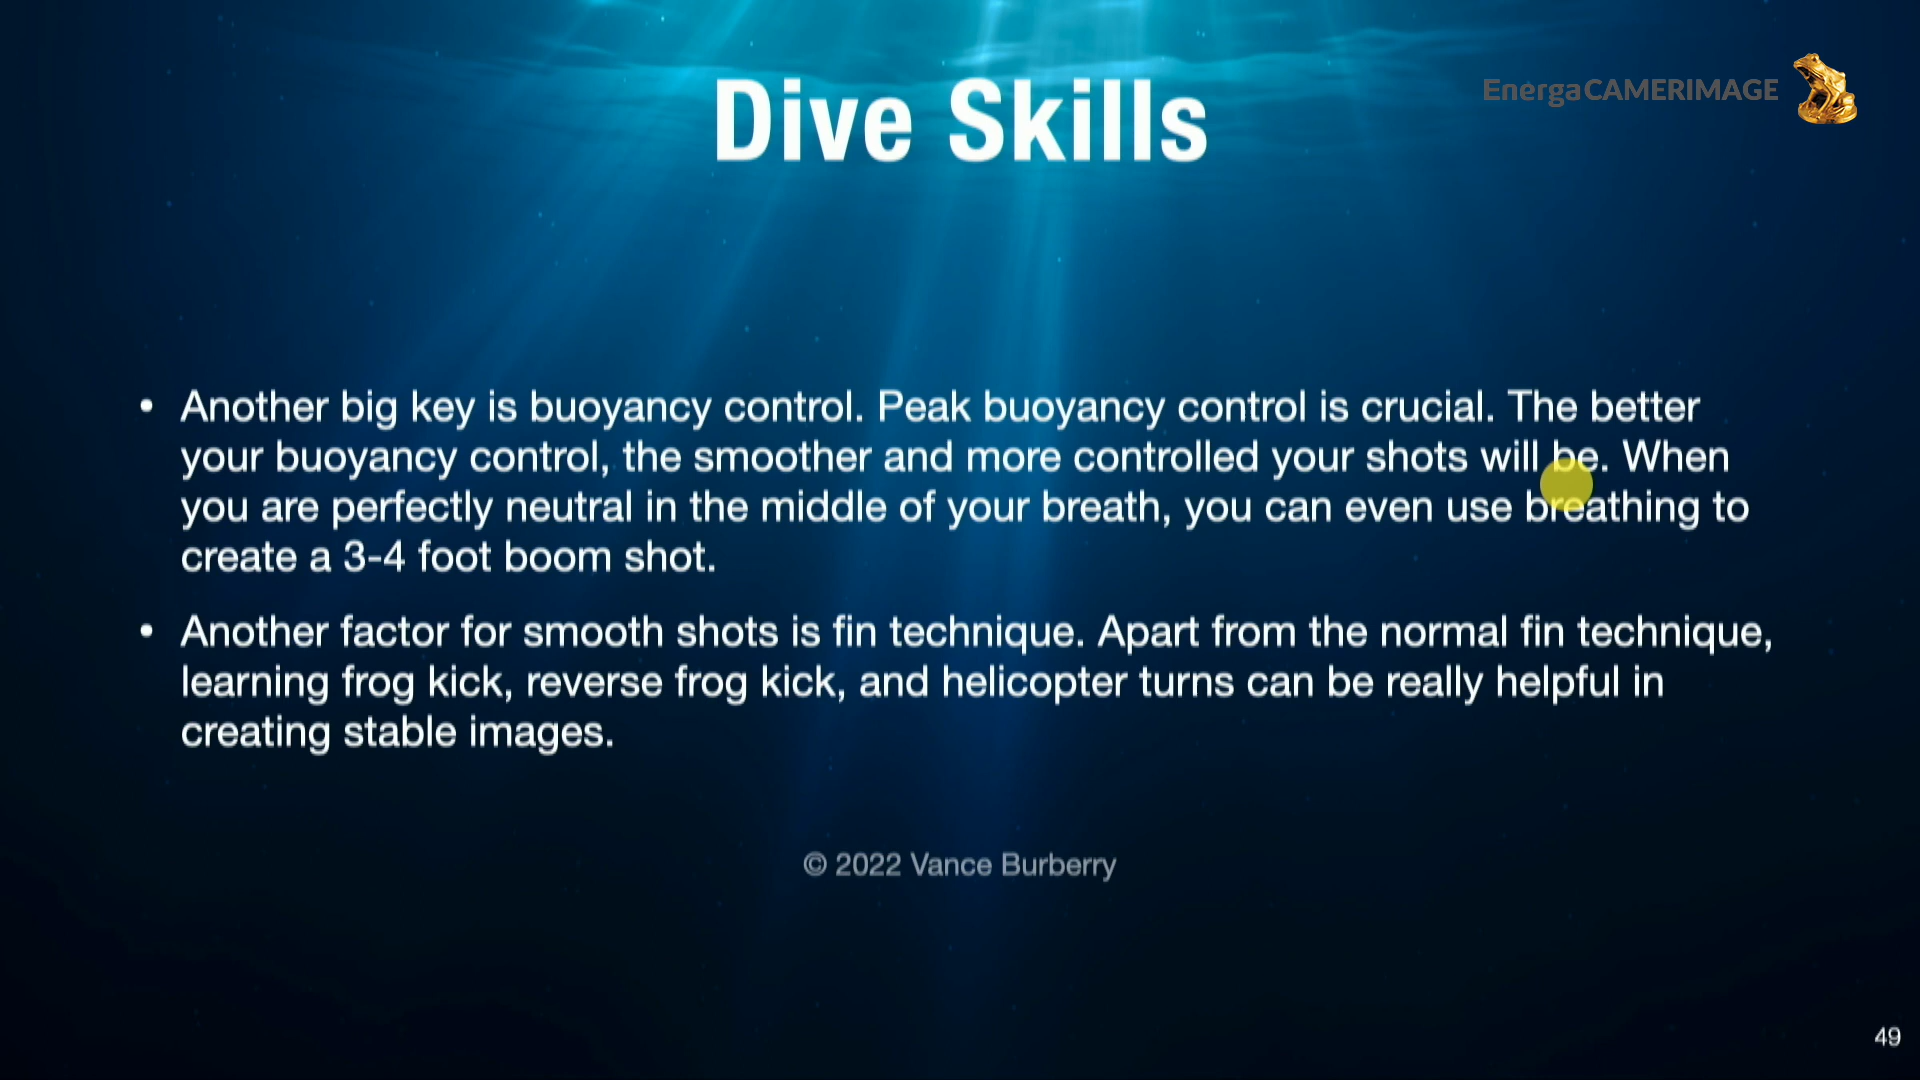 EnergaCAMERIMAGE
Dive Skills
• Another big key is buoyancy control. Peak buoyancy control is crucial. The better
your buoyancy control, the smoother and more controlled your shots will be. When
you are perfectly neutral in the middle of your breath, you can even use breathing to
create a 3-4 foot boom shot.
• Another factor for smooth shots is fin technique. Apart from the normal fin technique,
learning frog kick, reverse frog kick, and helicopter turns can be really helpful in
creating stable images.
© 2022 Vance Burberry
49